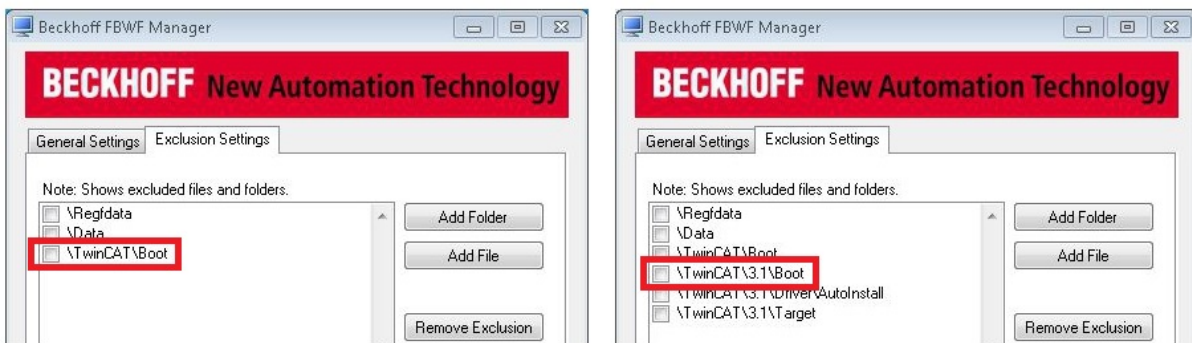 Beckhoff FBWF Manager
BECKHOFF New Automation Technology
General Settings Exclusion Settings
Note: Shows excluded files and folders.
\Regfdata
\Data
\TwinCAT\Boot
Add Folder
Add File
Remove Exclusion
Beckhoff FBWF Manager
BECKHOFF New Automation Technology
General Settings Exclusion Settings
Note: Shows excluded files and folders.
\Regfdata
\Data
\TwinCAT\Boot
\TwinCAT\3.1\Boot
\TwinCAT\3.1\Driver\AutoInstall
\TwinCAT\3.1\Target
Add Folder
Add File
Remove Exclusion